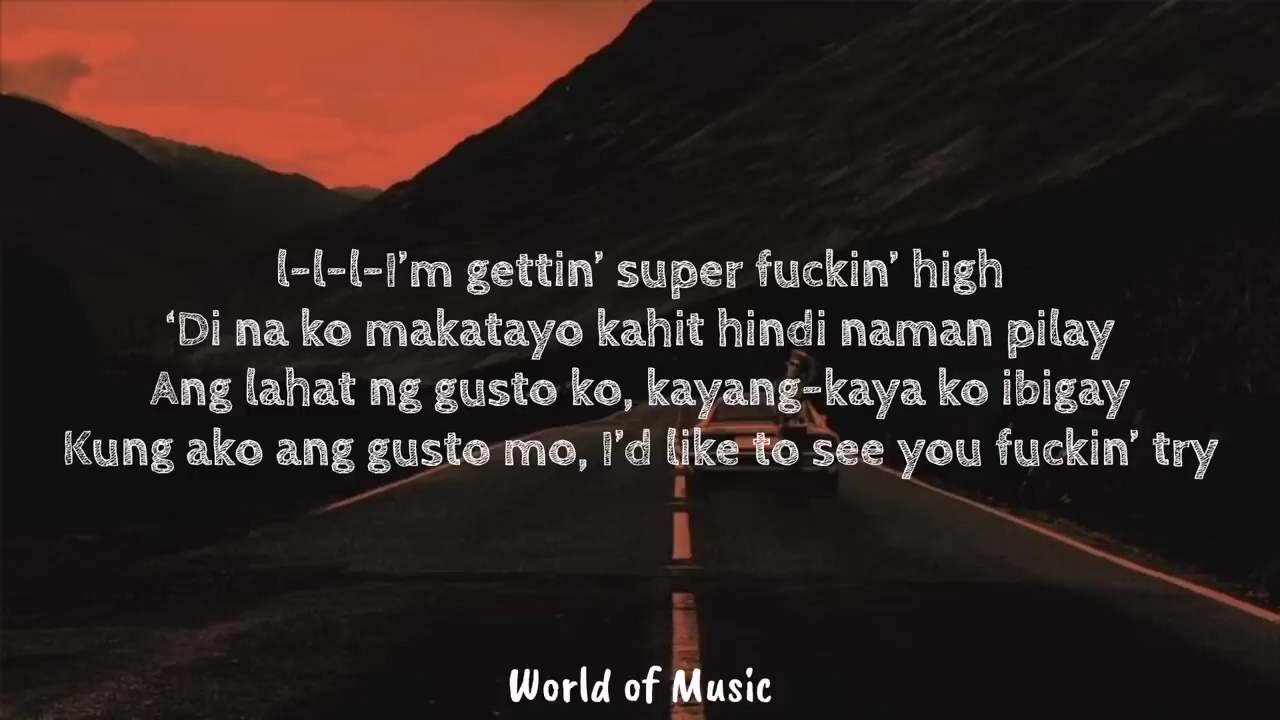 l-l-l-I'm gettin' super fuckin' high
‘Di na ko makatayo kahit hindi naman pilay
Ang lahat ng gusto ko, kayang-kaya ko ibigay
Kung ako ang gusto mo, I'd like to see you fuckin' try
World of Music